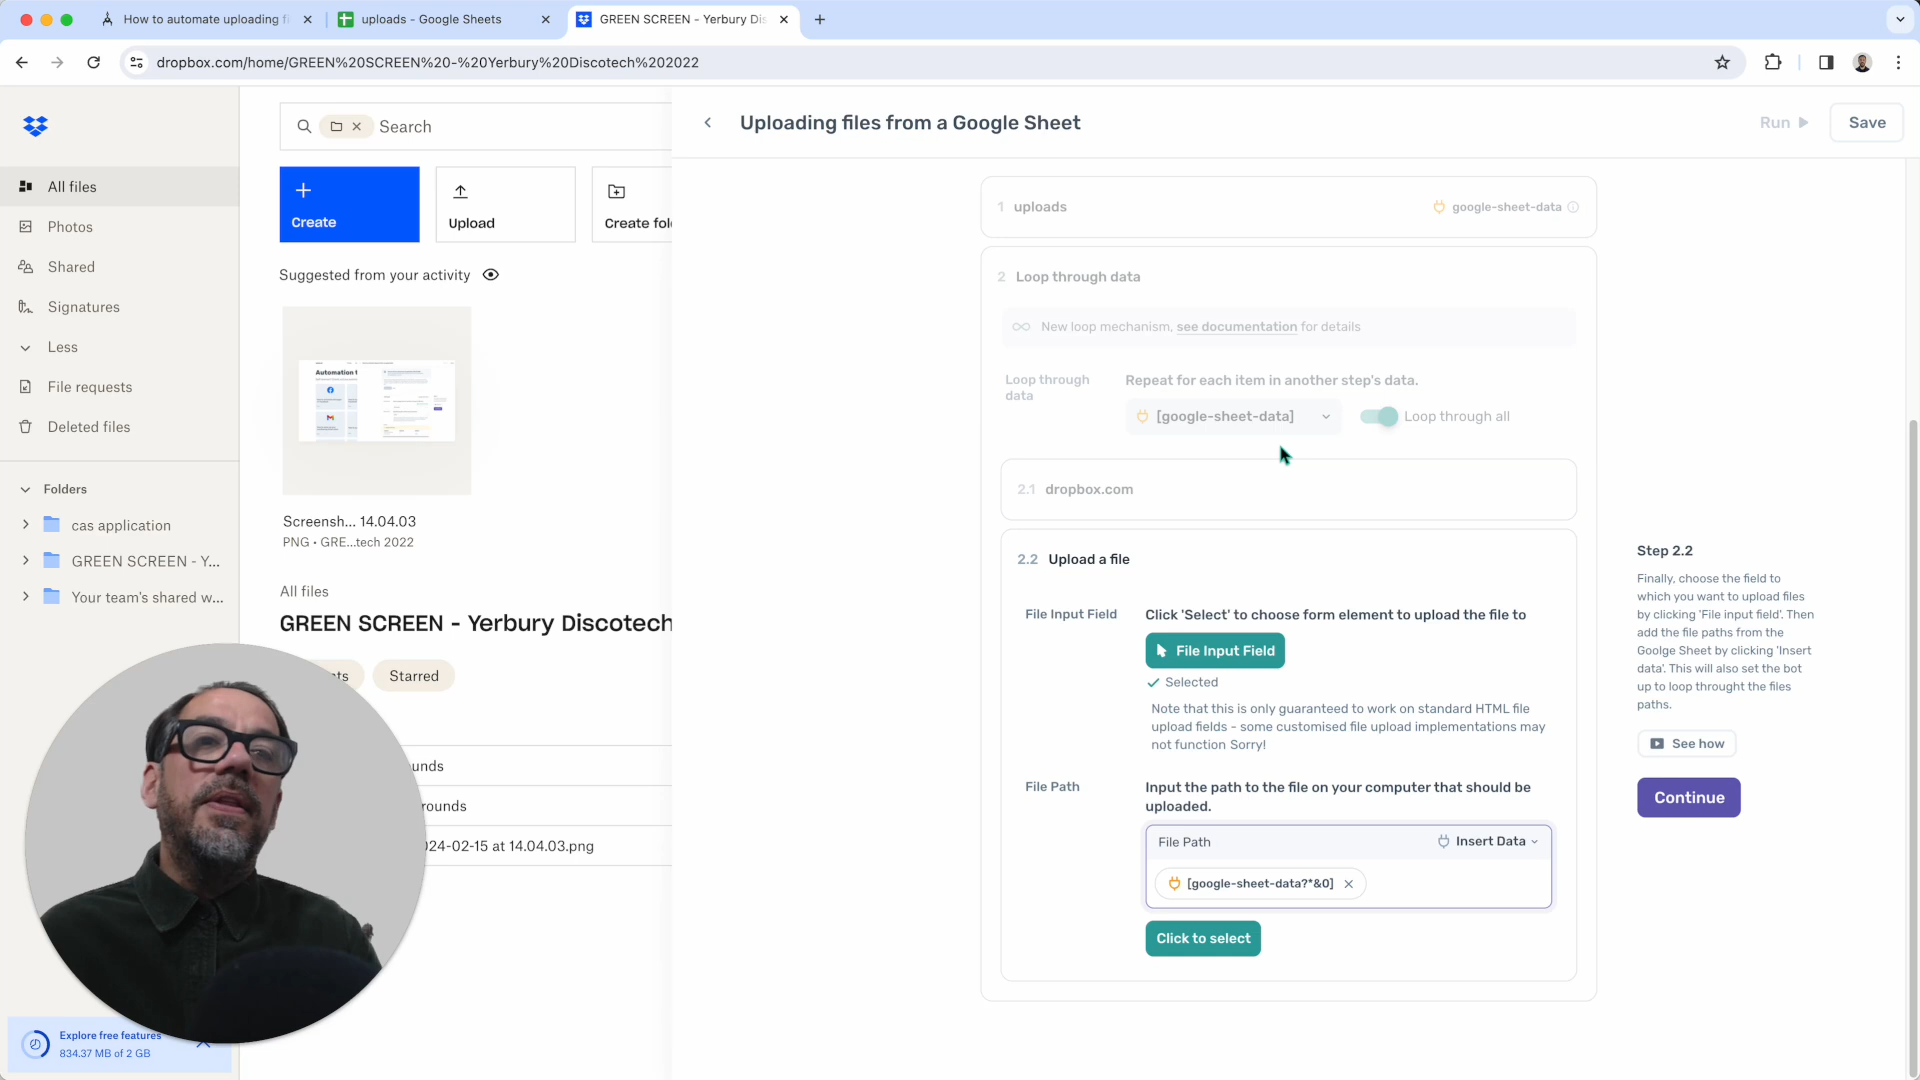 How to automate uploading fi
uploads - Google Sheets
GREEN SCREEN - Yerbury Dis
dropbox.com/home/GREEN%20SCREEN%20-%20Yerbury%20Discotech%202022
All files
Photos
Shared
Signatures
Less
File requests
Deleted files
Folders
cas application
GREEN SCREEN - Y...
Your team's shared w...
Explore free features
834.37 MB of 2 GB
Search
Create
Upload
Create fol
Suggested from your activity
Automation
Screensh... 14.04.03
PNG • GRE...tech 2022
All files
GREEN SCREEN - Yerbury Discotech
Starred
024-02-15 at 14.04.03.png
Uploading files from a Google Sheet
Run
Save
1 uploads
google-sheet-data
2 Loop through data
New loop mechanism, see documentation for details
Loop through
data
Repeat for each item in another step's data.
[google-sheet-data]
Loop through all
2.1 dropbox.com
2.2 Upload a file
File Input Field
Click 'Select' to choose form element to upload the file to
File Input Field
Selected
Note that this is only guaranteed to work on standard HTML file
upload fields - some customised file upload implementations may
not function Sorry!
File Path
Input the path to the file on your computer that should be
uploaded.
File Path
Insert Data
[google-sheet-data?*&0]
Click to select
Step 2.2
Finally, choose the field to
which you want to upload files
by clicking 'File input field'. Then
add the file paths from the
Goolge Sheet by clicking 'Insert
data'. This will also set the bot
up to loop throught the files
paths.
See how
Continue